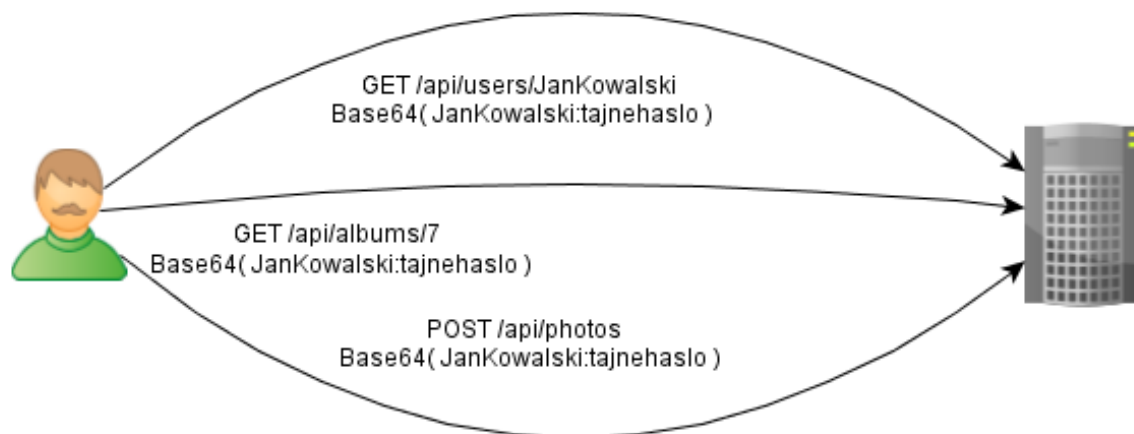 GET /api/users/JanKowalski
Base64( JanKowalski:tajnehaslo )
GET /api/albums/7
Base64( JanKowalski:tajnehaslo )
POST /api/photos
Base64( JanKowalski:tajnehaslo )